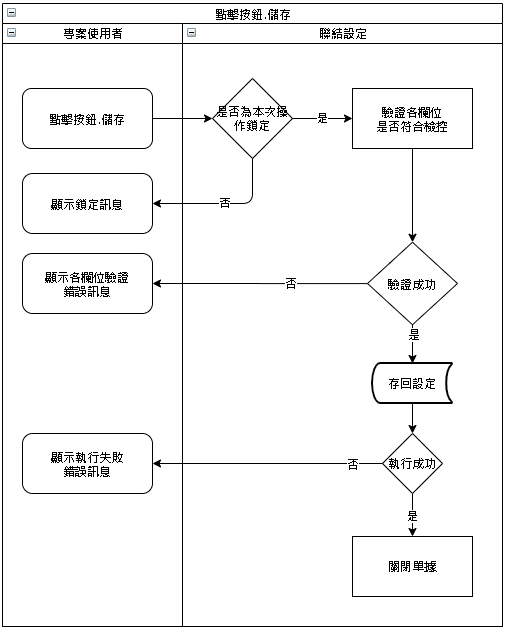 點擊按鈕.儲存
專案使用者
聯結設定
點擊按鈕.儲存
是否為本次操
作鎖定
是
驗證各欄位
是否符合檢控
顯示鎖定訊息
否
顯示各欄位驗證
錯誤訊息
否
驗證成功
是
存回設定
顯示執行失敗
錯誤訊息
否
執行成功
是
關閉單據